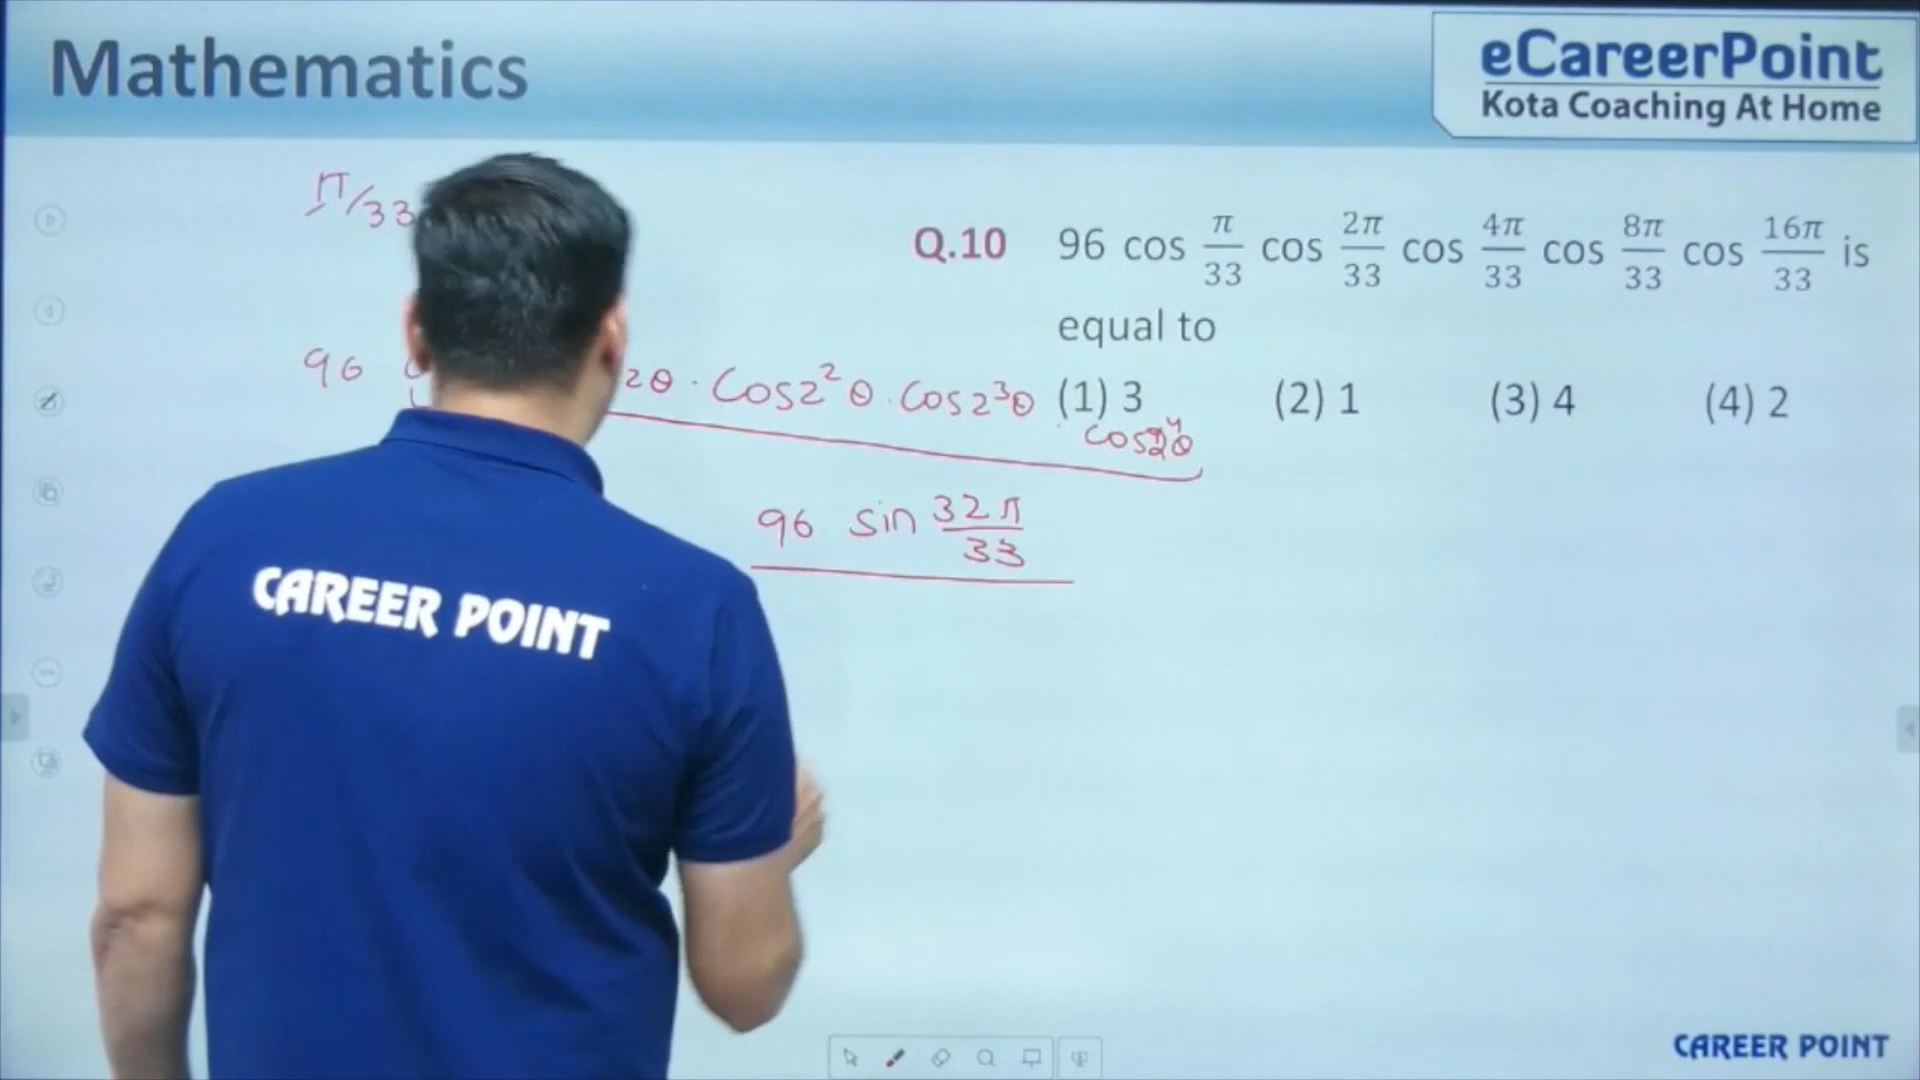 Mathematics
eCareerPoint
Kota Coaching At Home
π/33
Q.10 96 cos π/33 cos 2π/33 cos 4π/33 cos 8π/33 cos 16π/33 is
equal to
96 2θ · Cos2²θ · Cos2³θ
(1) 3 (2) 1 (3) 4 (4) 2
Cos2⁴θ
96 sin 32π/33
CAREER POINT
CAREER POINT